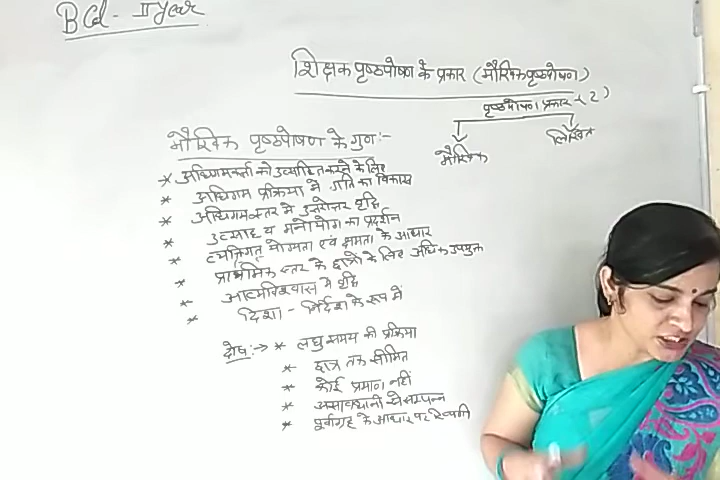 B Ed - II year
शिक्षक पृष्ठपोषण के प्रकार (मौखिक पृष्ठपोषण)
पृष्ठपोषण प्रकार (2)
मौखिक
लिखित
मौखिक पृष्ठपोषण के गुण:-
* अधिगमकर्ता को उत्साहित करने के लिए
* अधिगम प्रक्रिया में गति का विकास
* अधिगम स्तर में उत्तरोत्तर वृद्धि
* उत्साह व मनोयोग का प्रदर्शन
* व्यक्तिगत योग्यता एवं क्षमता के आधार
* प्राथमिक स्तर के छात्रों के लिए अधिक उपयुक्त
* आत्मविश्वास में वृद्धि
* दिशा - निर्देश के रूप में
दोष:→ * लघु समय की प्रक्रिया
* छात्र तक सीमित
* कोई प्रमाण नहीं
* असावधानी से सम्पन्न
* पूर्वाग्रह के आधार पर टिप्पणी